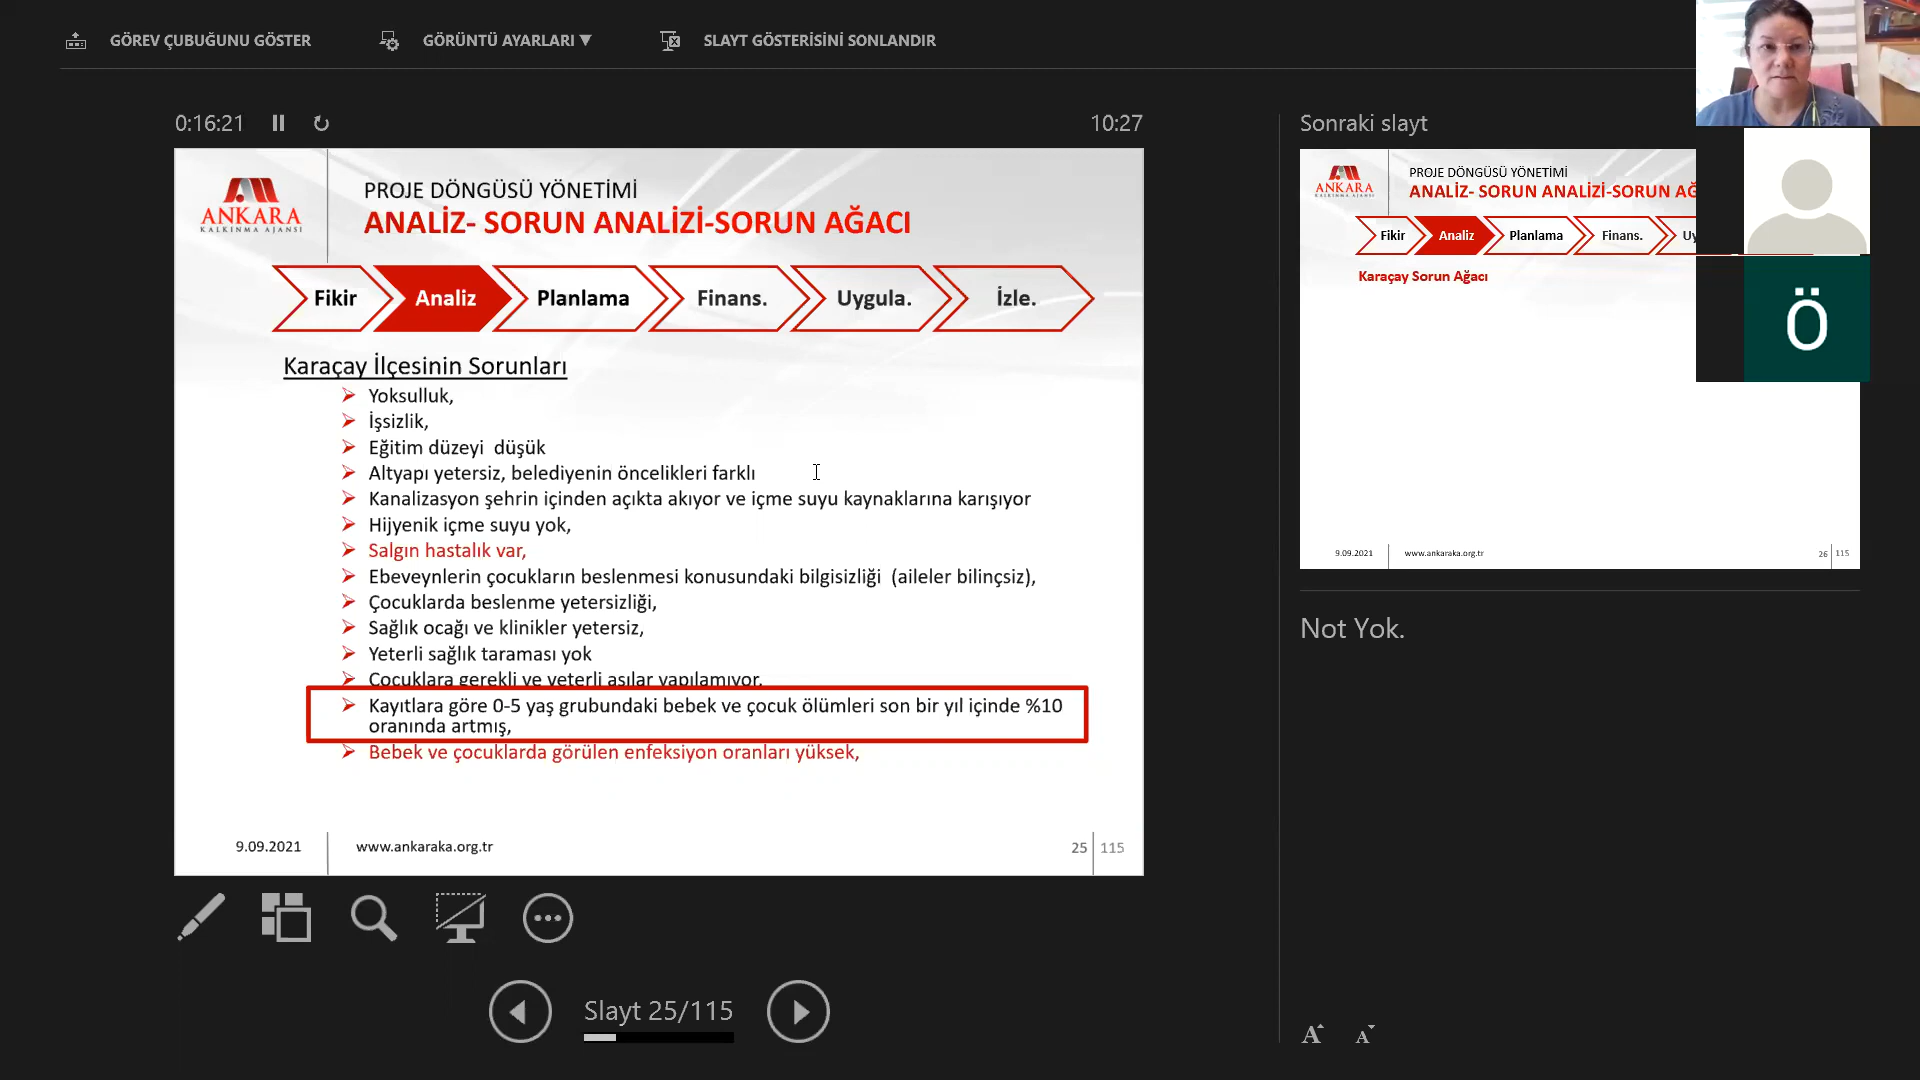 GÖREV ÇUBUĞUNU GÖSTER
GÖRÜNTÜ AYARLARI ▼
SLAYT GÖSTERİSİNİ SONLANDIR
0:16:21
10:27
ANKARA
KALKINMA AJANSI
PROJE DÖNGÜSÜ YÖNETİMİ
ANALİZ- SORUN ANALİZİ-SORUN AĞACI
Fikir
Analiz
Planlama
Finans.
Uygula.
İzle.
Karaçay İlçesinin Sorunları
Yoksulluk,
İşsizlik,
Eğitim düzeyi  düşük
Altyapı yetersiz, belediyenin öncelikleri farklı
Kanalizasyon şehrin içinden açıkta akıyor ve içme suyu kaynaklarına karışıyor
Hijyenik içme suyu yok,
Salgın hastalık var,
Ebeveynlerin çocukların beslenmesi konusundaki bilgisizliği  (aileler bilinçsiz),
Çocuklarda beslenme yetersizliği,
Sağlık ocağı ve klinikler yetersiz,
Yeterli sağlık taraması yok
Çocuklara gerekli ve yeterli aşılar yapılamıyor,
Kayıtlara göre 0-5 yaş grubundaki bebek ve çocuk ölümleri son bir yıl içinde %10
oranında artmış,
Bebek ve çocuklarda görülen enfeksiyon oranları yüksek,
9.09.2021
www.ankaraka.org.tr
25 115
Slayt 25/115
Sonraki slayt
ANKARA
KALKINMA AJANSI
PROJE DÖNGÜSÜ YÖNETİMİ
ANALİZ- SORUN ANALİZİ-SORUN AĞ
Fikir
Analiz
Planlama
Finans.
Uy
Karaçay Sorun Ağacı
9.09.2021
www.ankaraka.org.tr
26 115
Ö
Not Yok.
A A